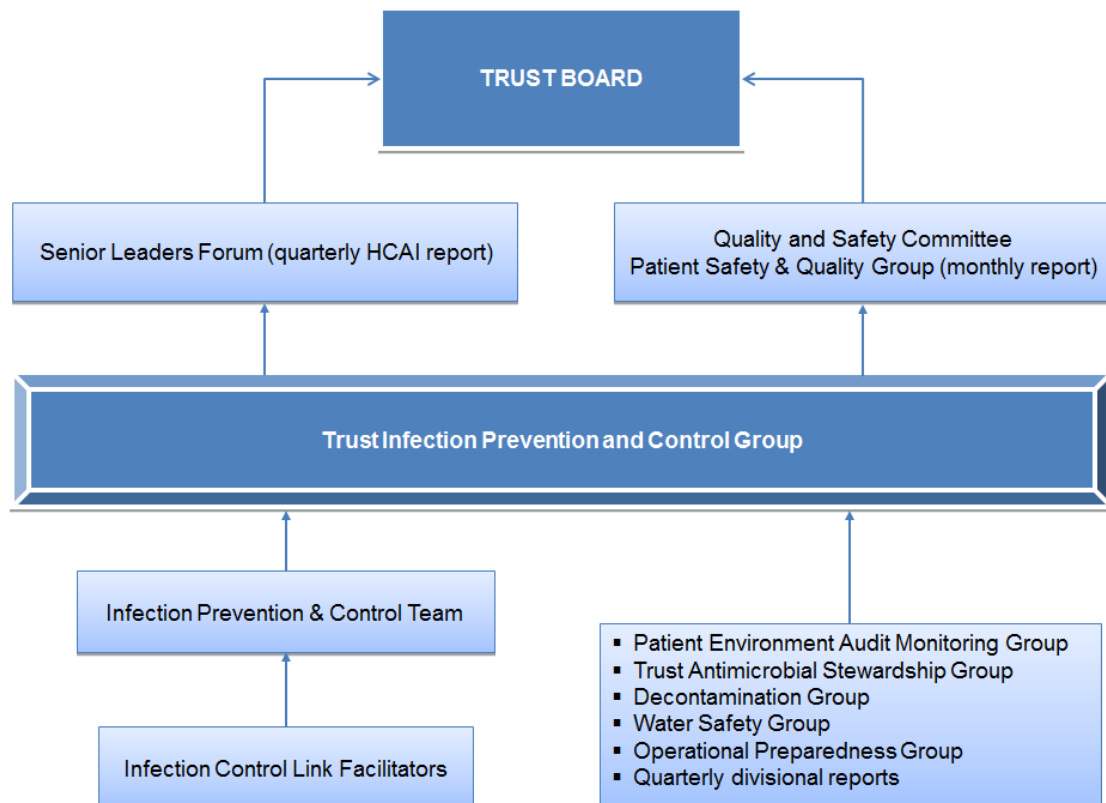 TRUST BOARD
Senior Leaders Forum (quarterly HCAI report)
Quality and Safety Committee
Patient Safety & Quality Group (monthly report)
Trust Infection Prevention and Control Group
Infection Prevention & Control Team
Infection Control Link Facilitators
▪ Patient Environment Audit Monitoring Group
▪ Trust Antimicrobial Stewardship Group
▪ Decontamination Group
▪ Water Safety Group
▪ Operational Preparedness Group
▪ Quarterly divisional reports